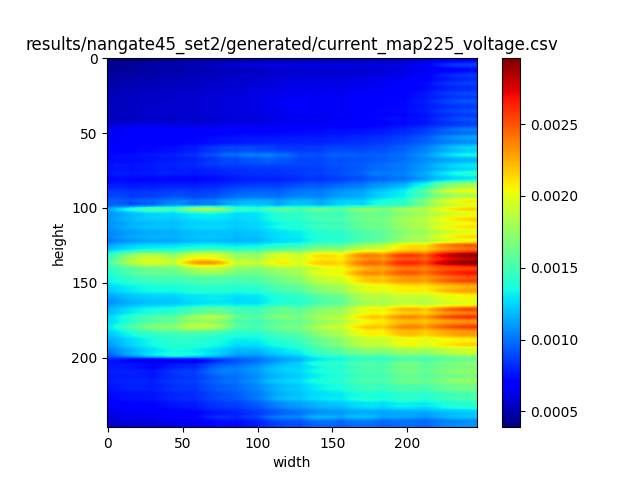 results/nangate45_set2/generated/current_map225_voltage.csv
0
50
100
150
200
height
0 50 100 150 200
width
0.0025
0.0020
0.0015
0.0010
0.0005